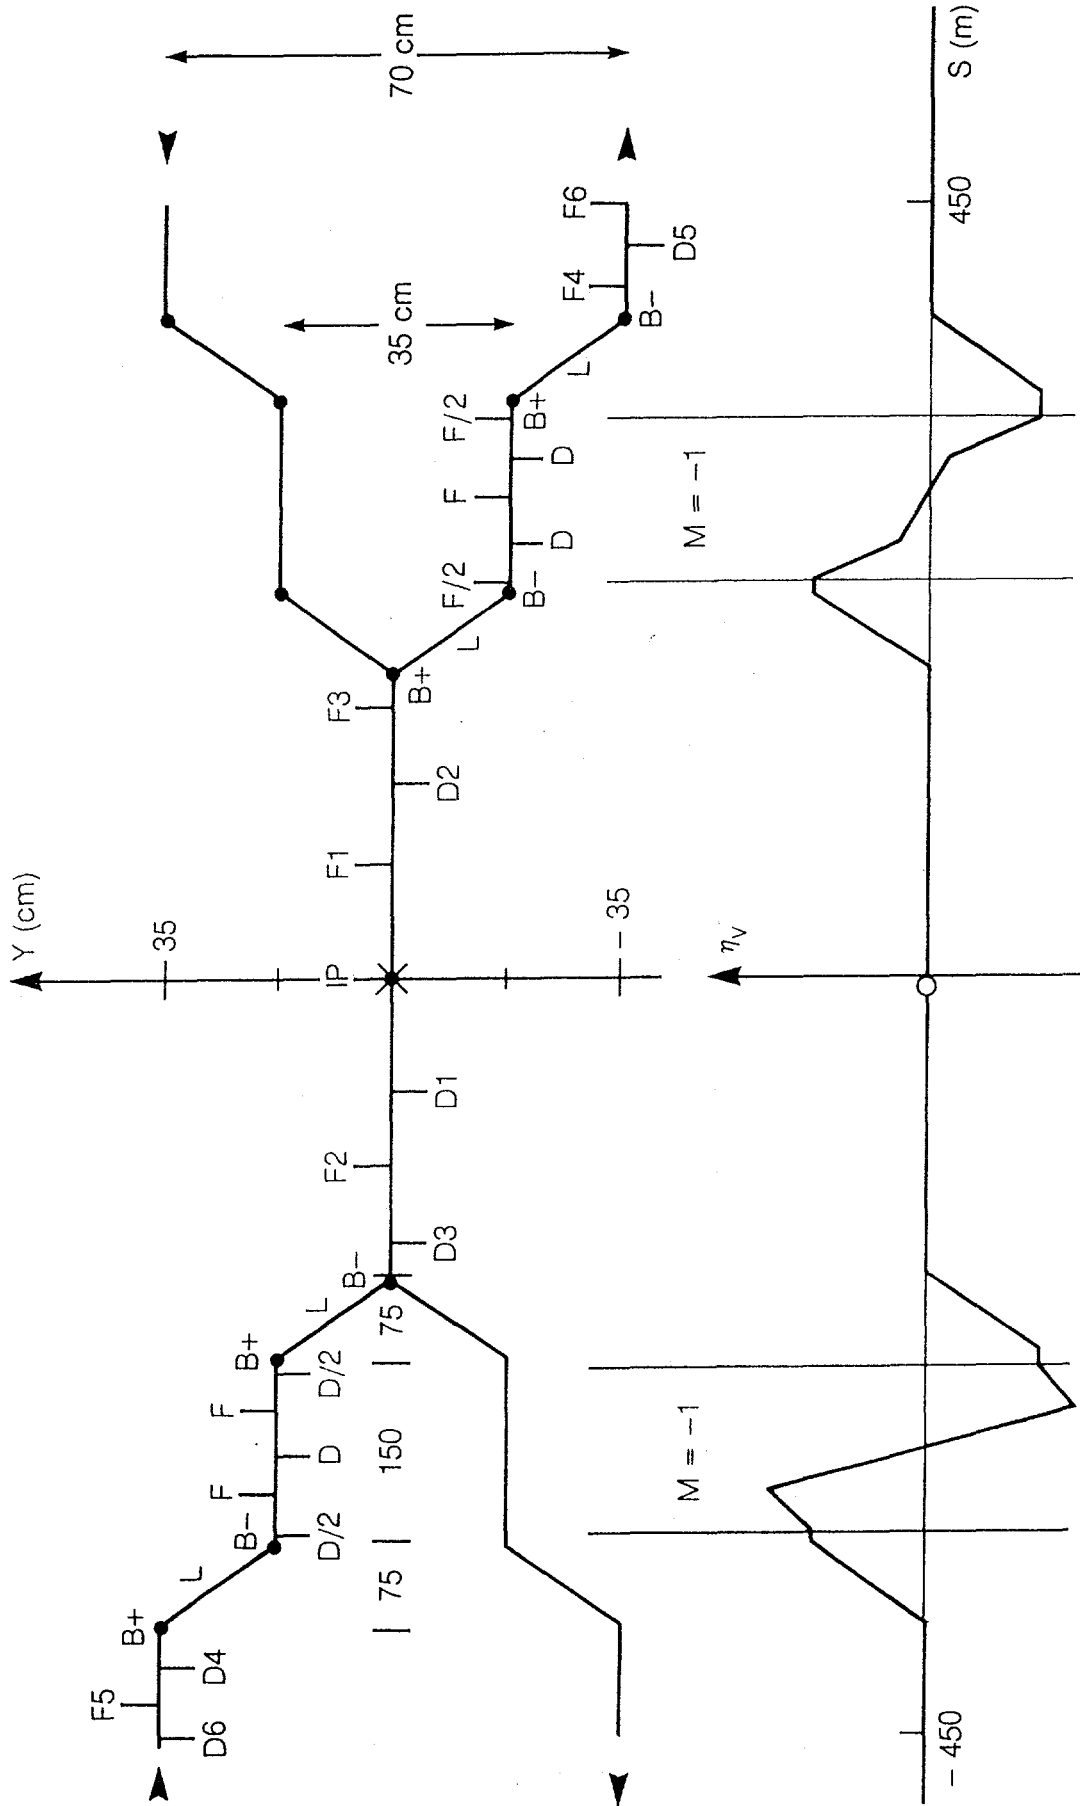 Y (cm)
35
IP
-35
70 cm
35 cm
F5
D6
D4
B+
L
B-
D/2
F
D
F
D/2
B+
L
B-
75
150
75
D3
F2
D1
F1
D2
F3
B+
L
B-
F/2
D
F
D
F/2
B+
L
B-
F4
D5
F6
M = -1
M = -1
ηV
-450
450
S (m)